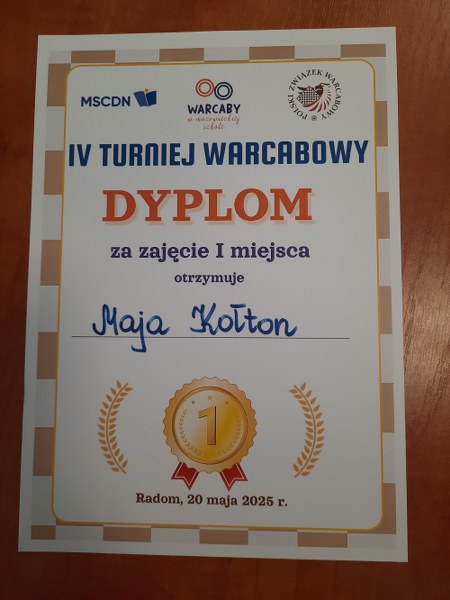 MSCDN
WARCABY
w mazowieckiej
szkole
POLSKI ZWIĄZEK WARCABOWY
IV TURNIEJ WARCABOWY
DYPLOM
za zajęcie I miejsca
otrzymuje
Maja Kołton
1
Radom, 20 maja 2025 r.